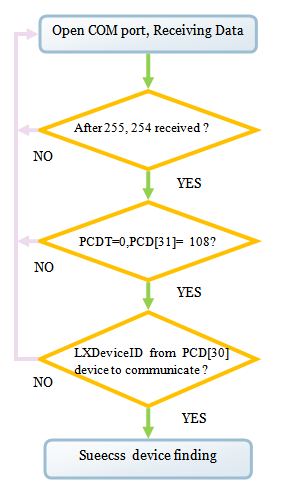 Open COM port, Receiving Data
After 255, 254 received ?
NO
YES
PCDT=0,PCD[31]= 108?
NO
YES
LXDeviceID from PCD[30]
device to communicate ?
NO
YES
Sueecss device finding